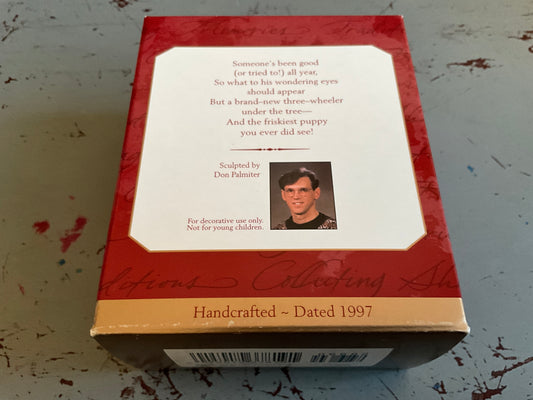 Memories
Someone's been good
(or tried to!) all year,
So what to his wondering eyes
should appear
But a brand-new three-wheeler
under the tree—
And the friskiest puppy
you ever did see!
Sculpted by
Don Palmiter
For decorative use only.
Not for young children.
Collecting
Handcrafted ~ Dated 1997